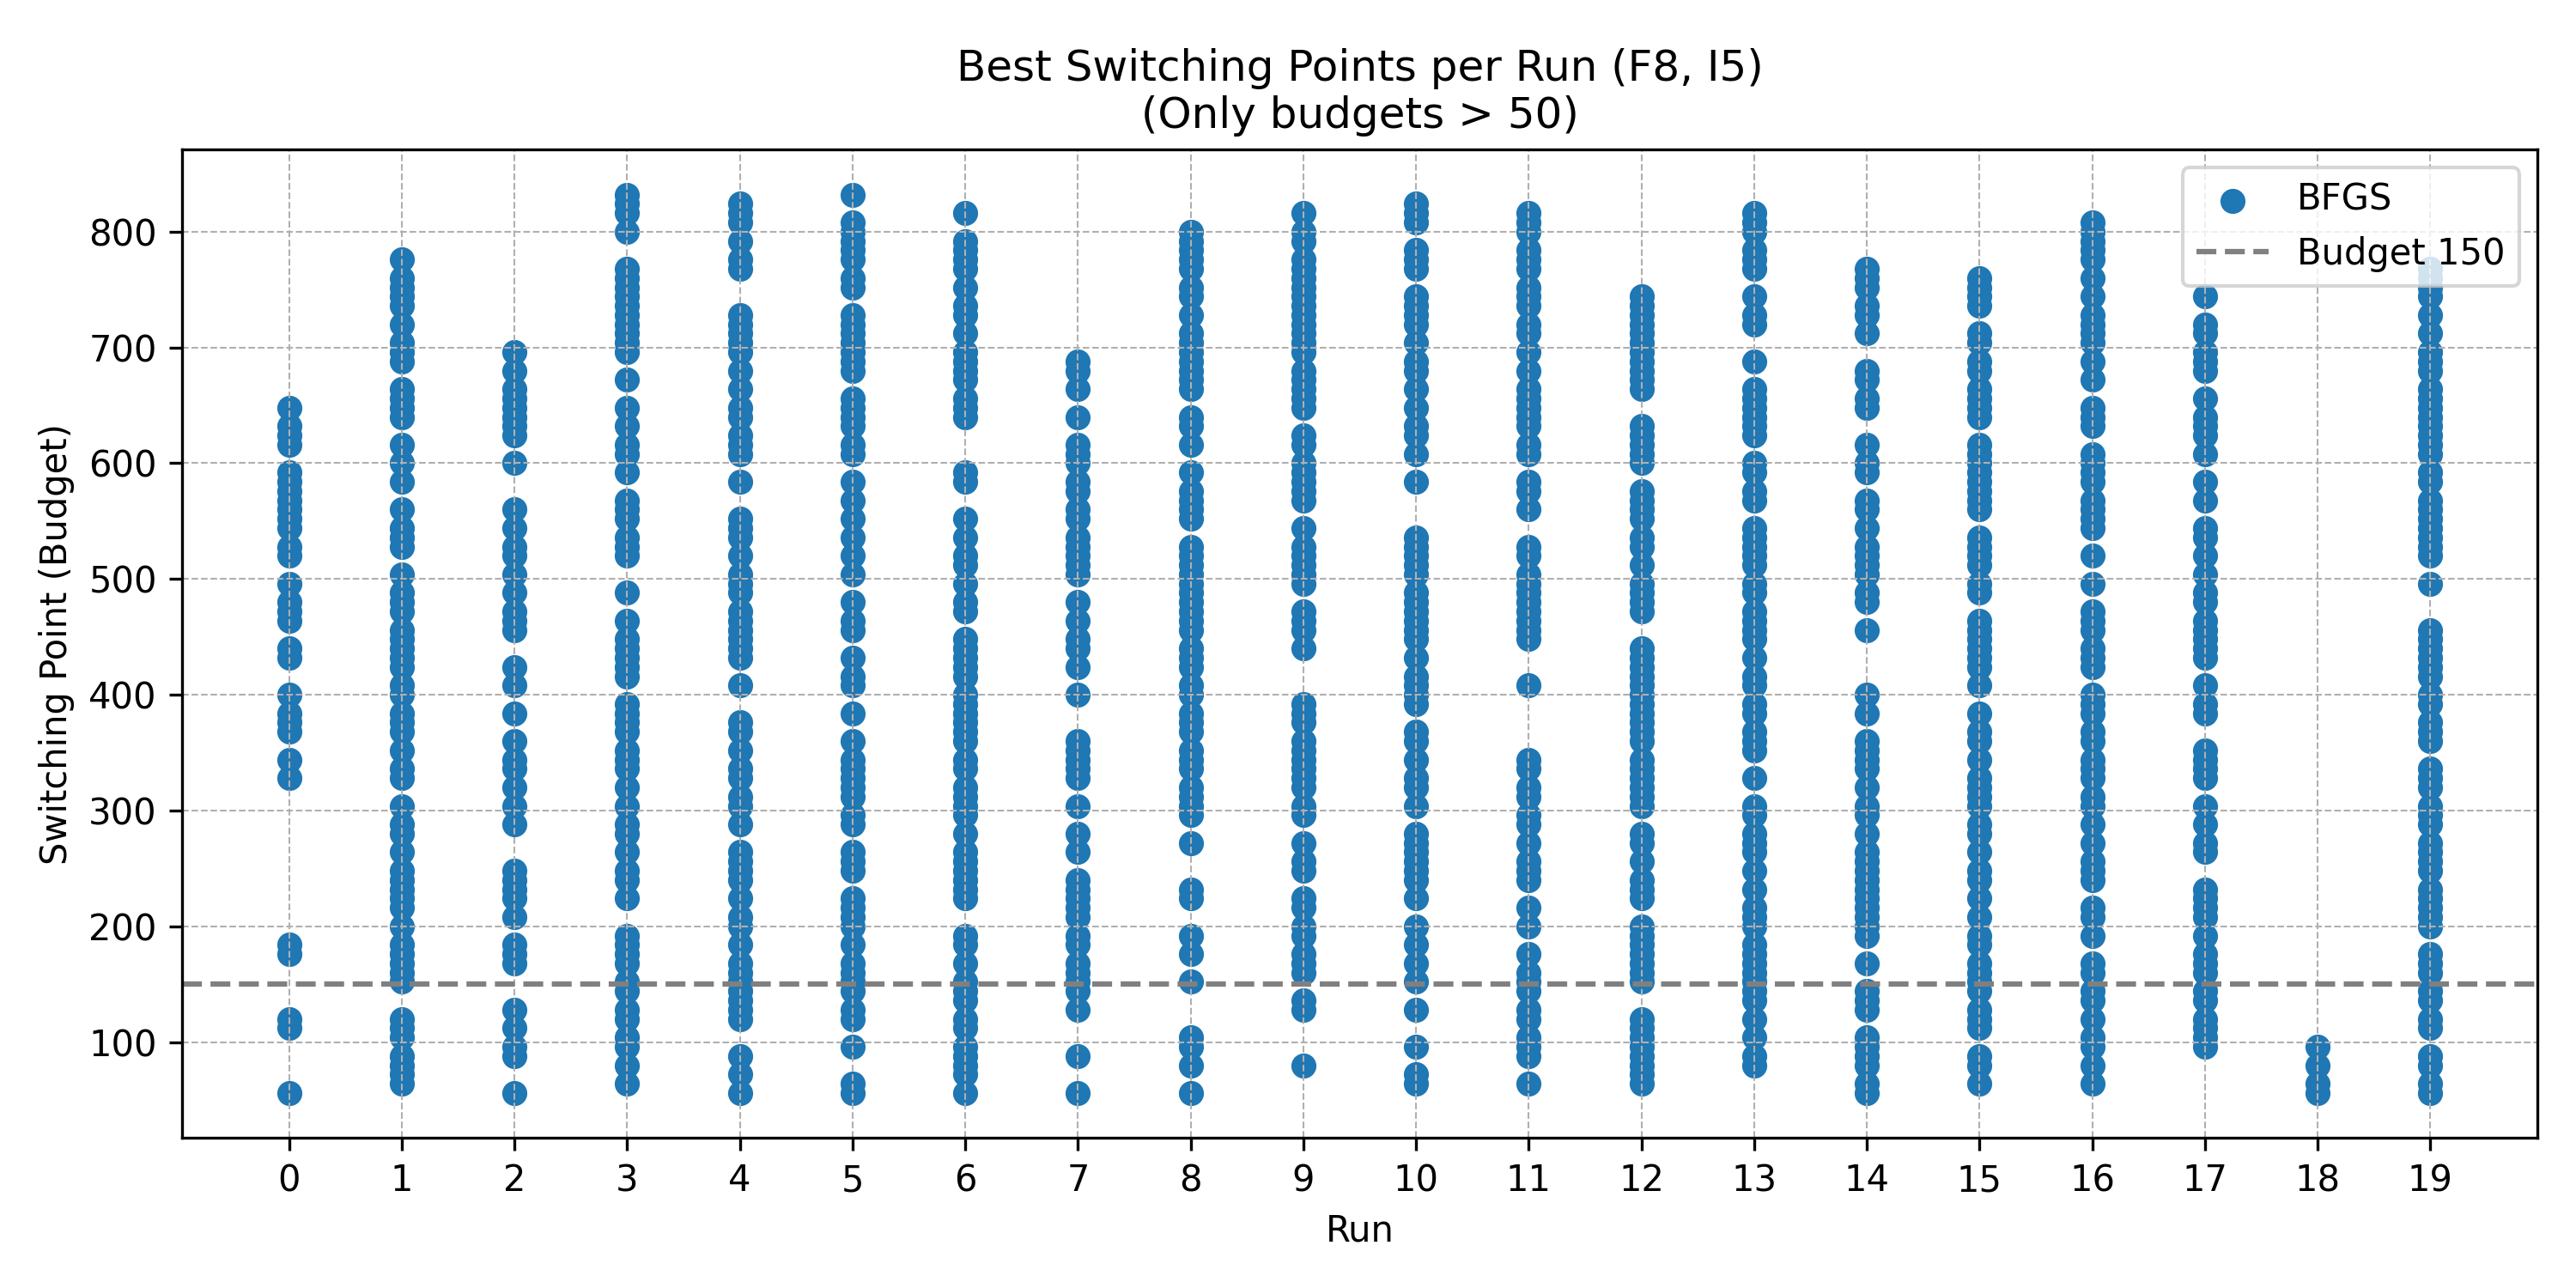 Best Switching Points per Run (F8, I5)
(Only budgets > 50)
BFGS
Budget 150
Switching Point (Budget)
800
700
600
500
400
300
200
100
0 1 2 3 4 5 6 7 8 9 10 11 12 13 14 15 16 17 18 19
Run